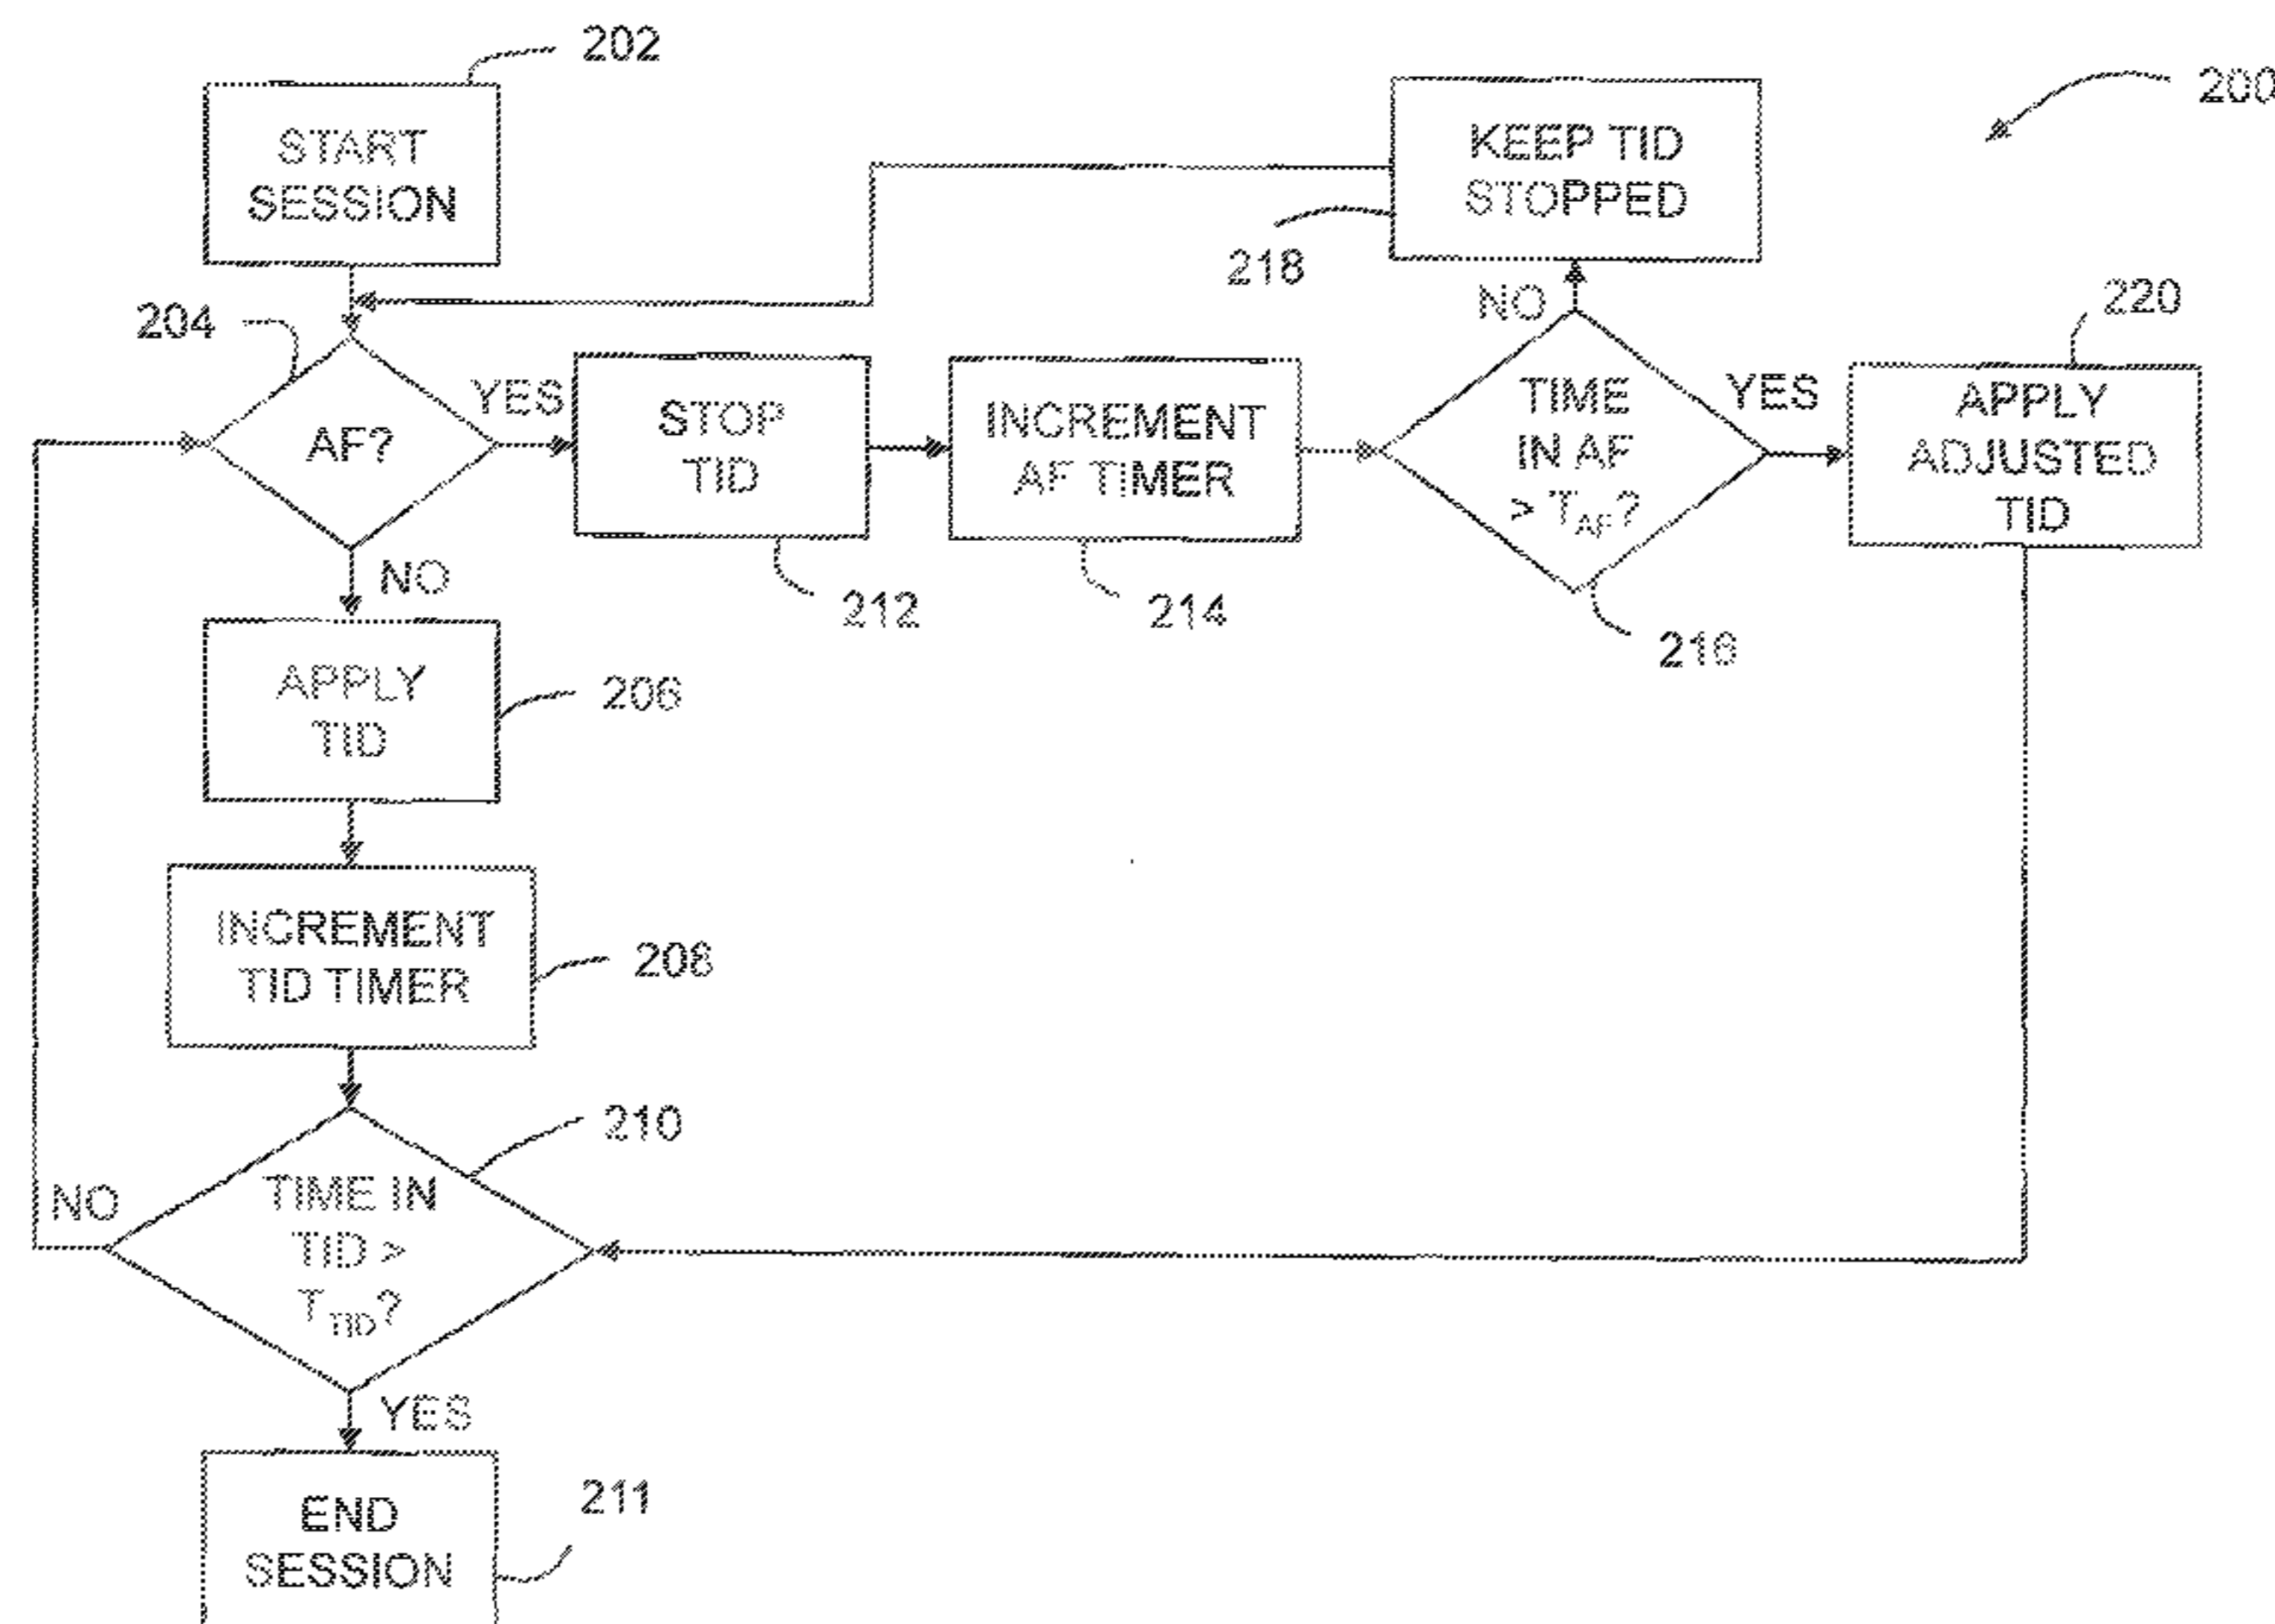 202
START
SESSION
200
KEEP TID
STOPPED
218
NO
204
AF?
YES
STOP
TID
212
INCREMENT
AF TIMER
214
TIME
IN AF
> T_AF?
216
YES
220
APPLY
ADJUSTED
TID
NO
APPLY
TID
206
INCREMENT
TID TIMER
208
210
TIME IN
TID >
T_TID?
NO
YES
END
SESSION
211